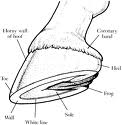 Horny wall
of hoof
Coronary
band
Heel
Toe
Frog
Sole
Wall
White line